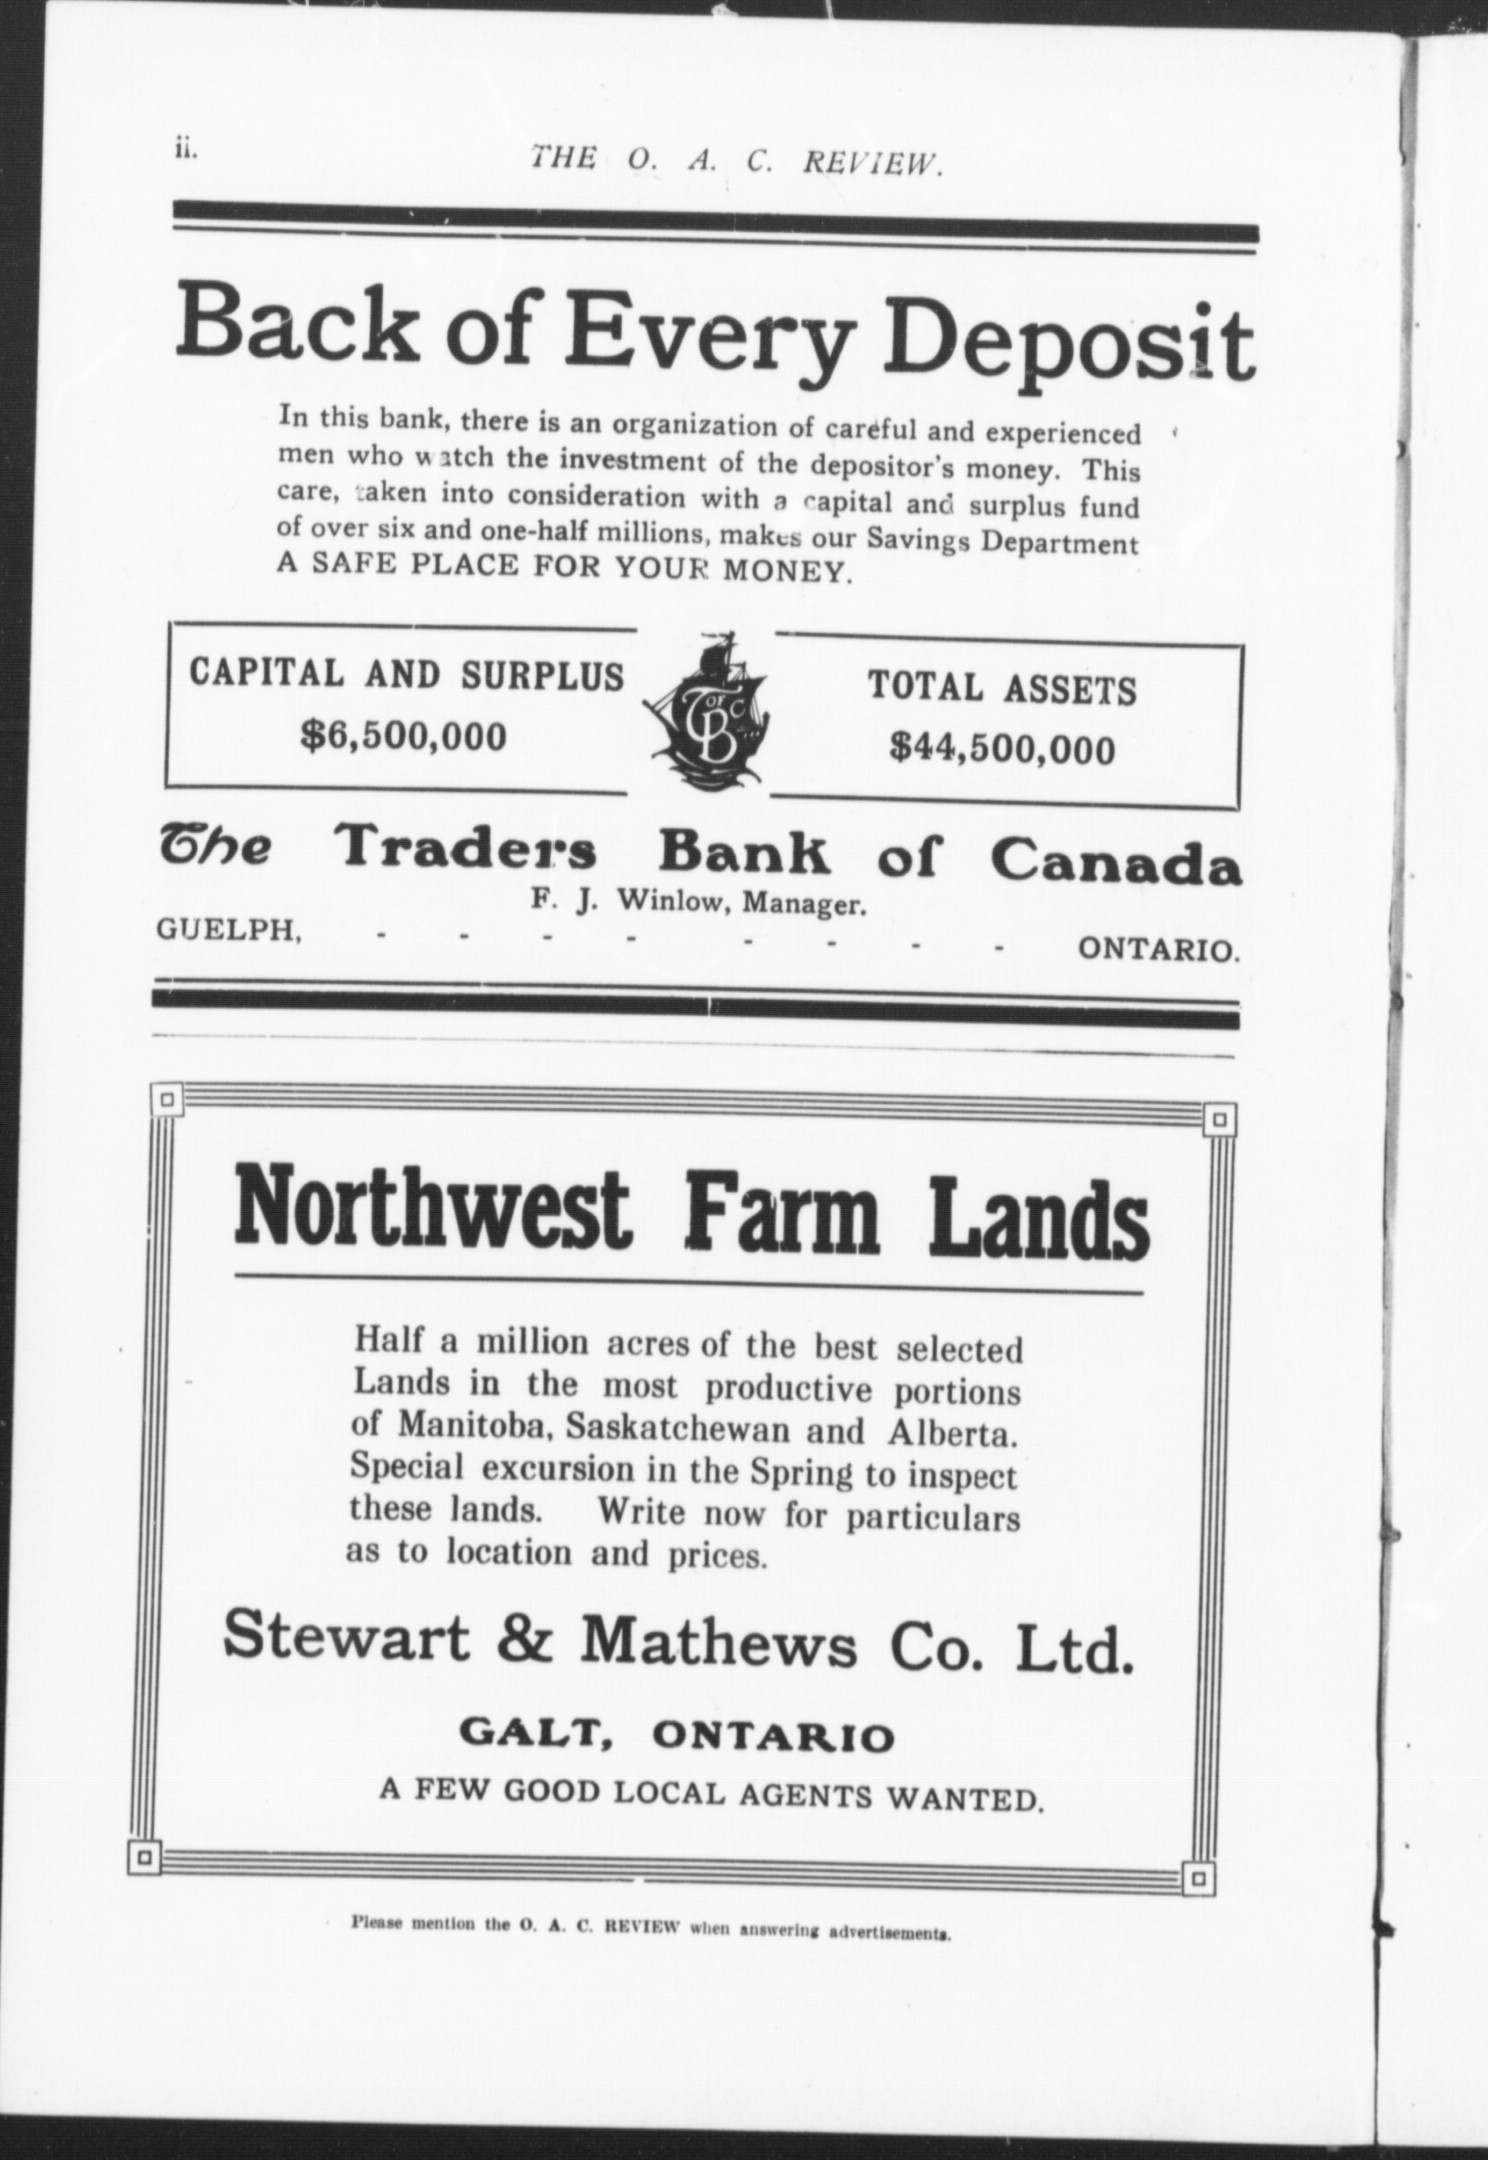 ii.
THE O. A. C. REVIEW.
Back of Every Deposit
In this bank, there is an organization of careful and experienced
men who watch the investment of the depositor's money. This
care, taken into consideration with a capital and surplus fund
of over six and one-half millions, makes our Savings Department
A SAFE PLACE FOR YOUR MONEY.
CAPITAL AND SURPLUS
$6,500,000
T OF C B
TOTAL ASSETS
$44,500,000
The Traders Bank of Canada
F. J. Winlow, Manager.
GUELPH, - - - - - - - - ONTARIO.
Northwest Farm Lands
Half a million acres of the best selected
Lands in the most productive portions
of Manitoba, Saskatchewan and Alberta.
Special excursion in the Spring to inspect
these lands. Write now for particulars
as to location and prices.
Stewart & Mathews Co. Ltd.
GALT, ONTARIO
A FEW GOOD LOCAL AGENTS WANTED.
Please mention the O. A. C. REVIEW when answering advertisements.